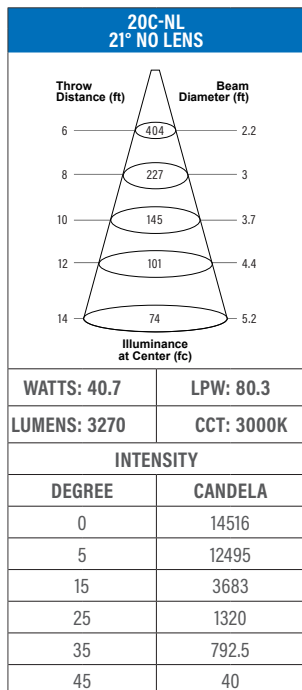 20C-NL
21° NO LENS
Throw Beam
Distance (ft) Diameter (ft)
6 404 2.2
8 227 3
10 145 3.7
12 101 4.4
14 74 5.2
Illuminance
at Center (fc)
WATTS: 40.7 LPW: 80.3
LUMENS: 3270 CCT: 3000K
INTENSITY
DEGREE CANDELA
0 14516
5 12495
15 3683
25 1320
35 792.5
45 40